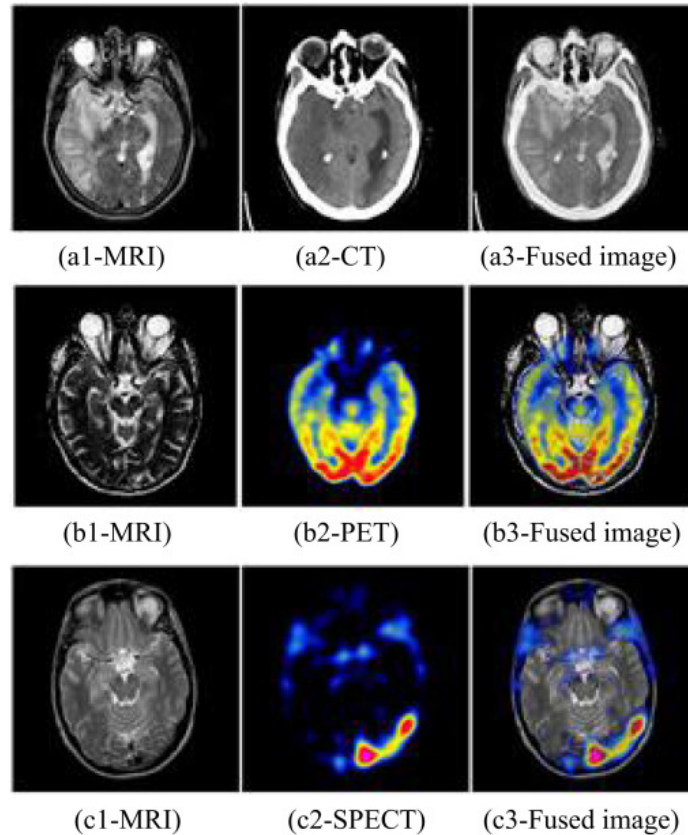 (a1-MRI) (a2-CT) (a3-Fused image)
(b1-MRI) (b2-PET) (b3-Fused image)
(c1-MRI) (c2-SPECT) (c3-Fused image)